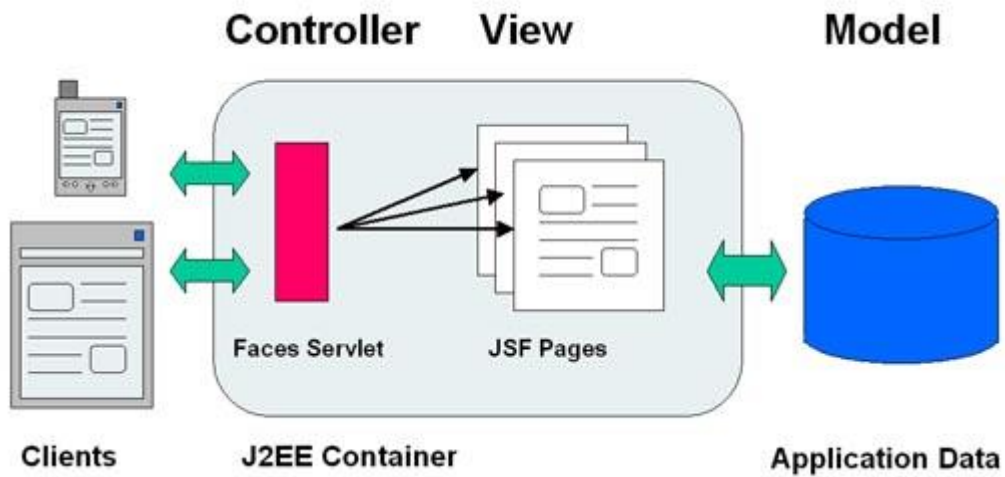 Controller View Model
Faces Servlet JSF Pages
Clients J2EE Container Application Data